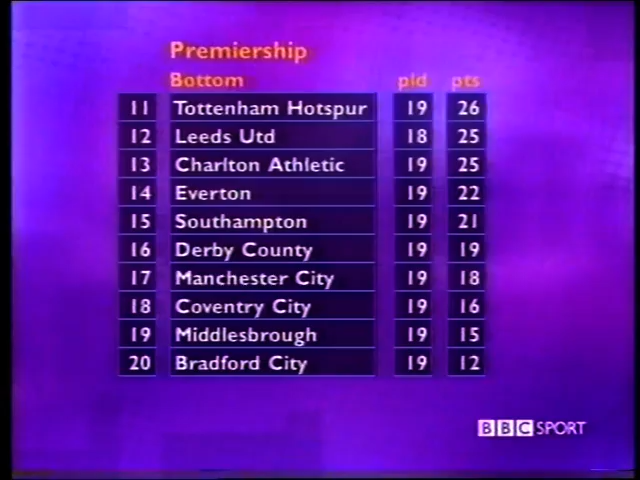 Premiership
Bottom pld pts
11 Tottenham Hotspur 19 26
12 Leeds Utd 18 25
13 Charlton Athletic 19 25
14 Everton 19 22
15 Southampton 19 21
16 Derby County 19 19
17 Manchester City 19 18
18 Coventry City 19 16
19 Middlesbrough 19 15
20 Bradford City 19 12
BBC SPORT